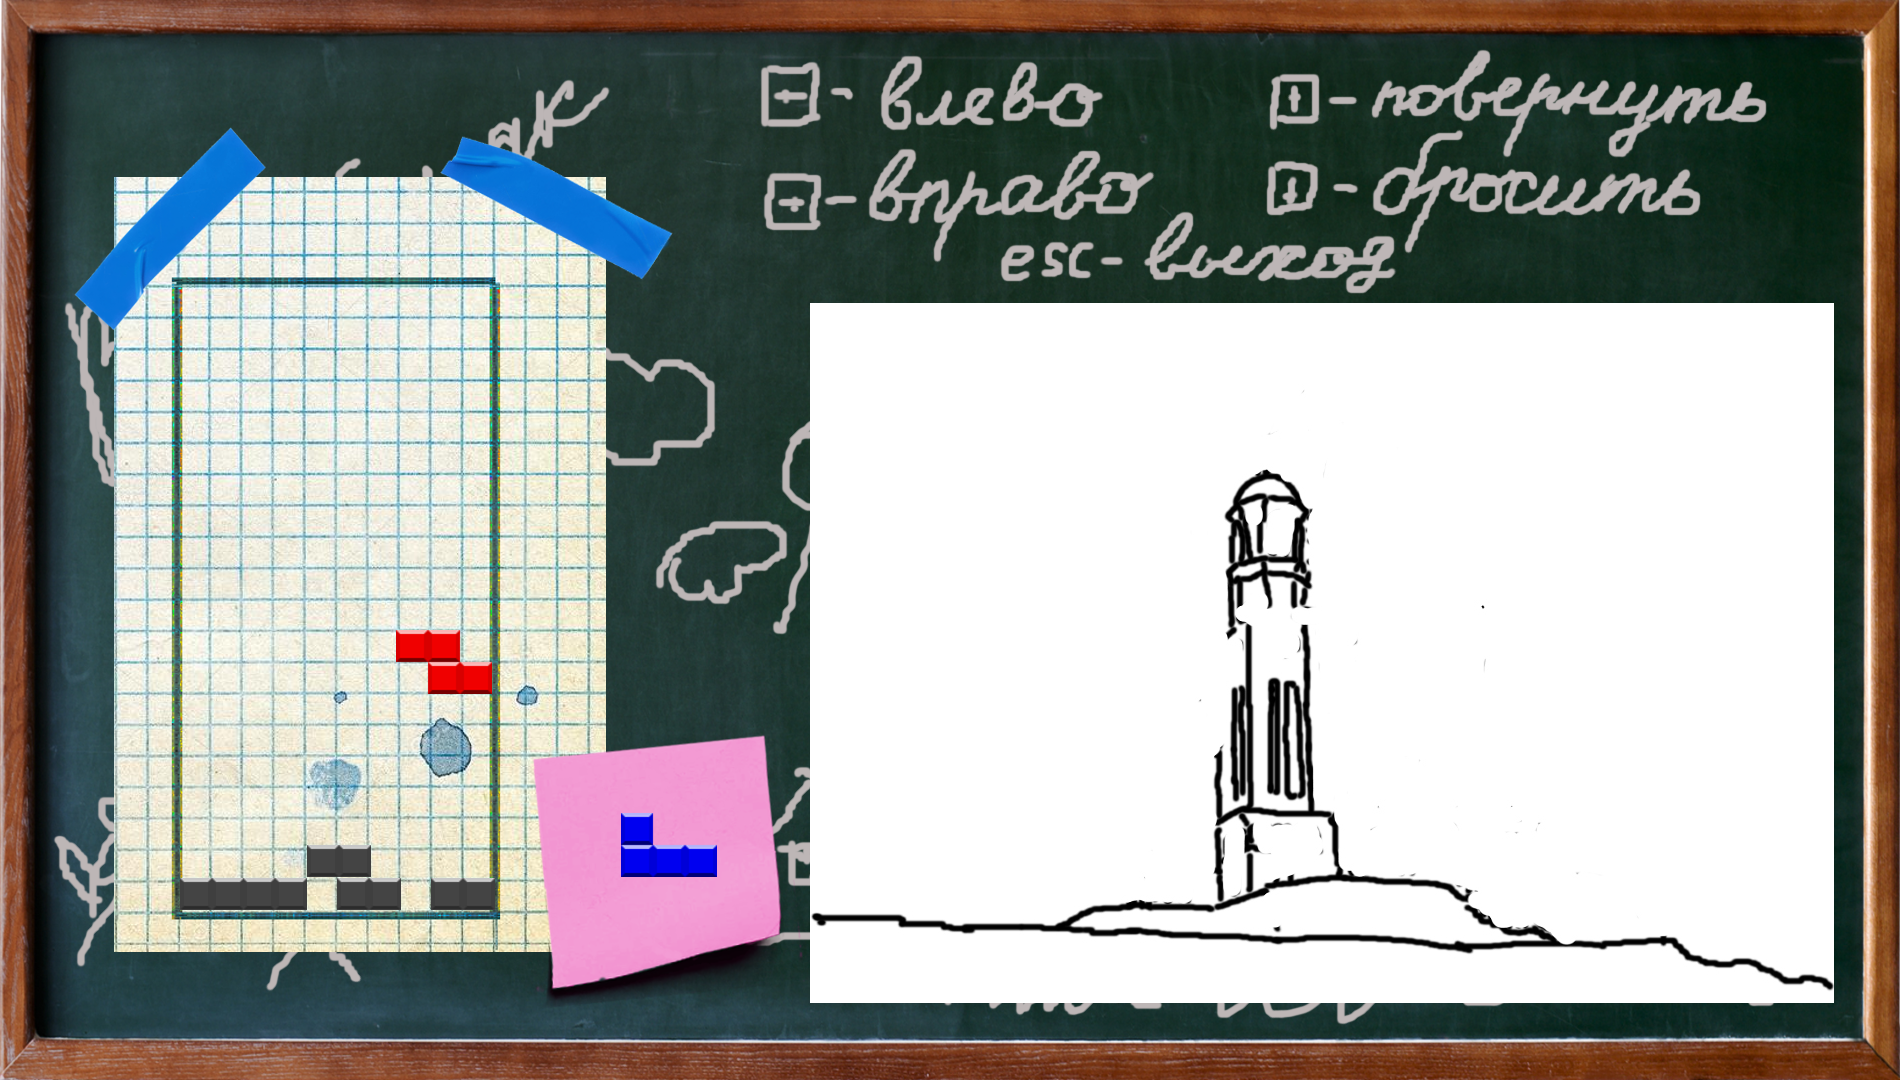 ← - влево ↑ - повернуть
→ - вправо ↓ - бросить
esc - выход